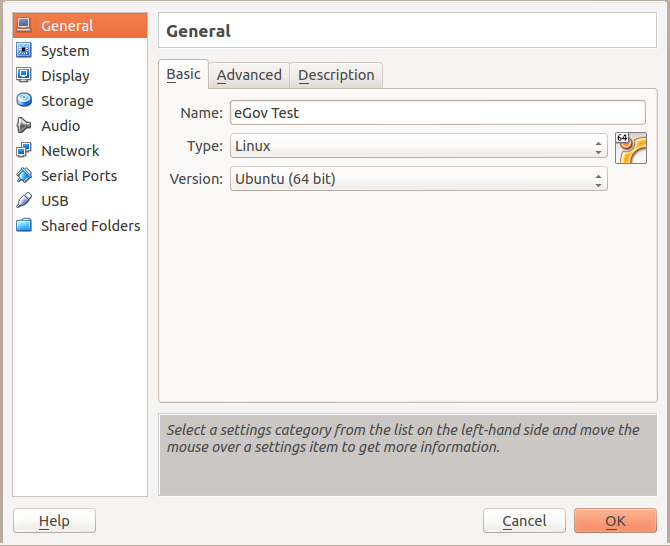 General
System
Display
Storage
Audio
Network
Serial Ports
USB
Shared Folders
General
Basic Advanced Description
Name: eGov Test
Type: Linux
64
Version: Ubuntu (64 bit)
Select a settings category from the list on the left-hand side and move the
mouse over a settings item to get more information.
Help Cancel OK